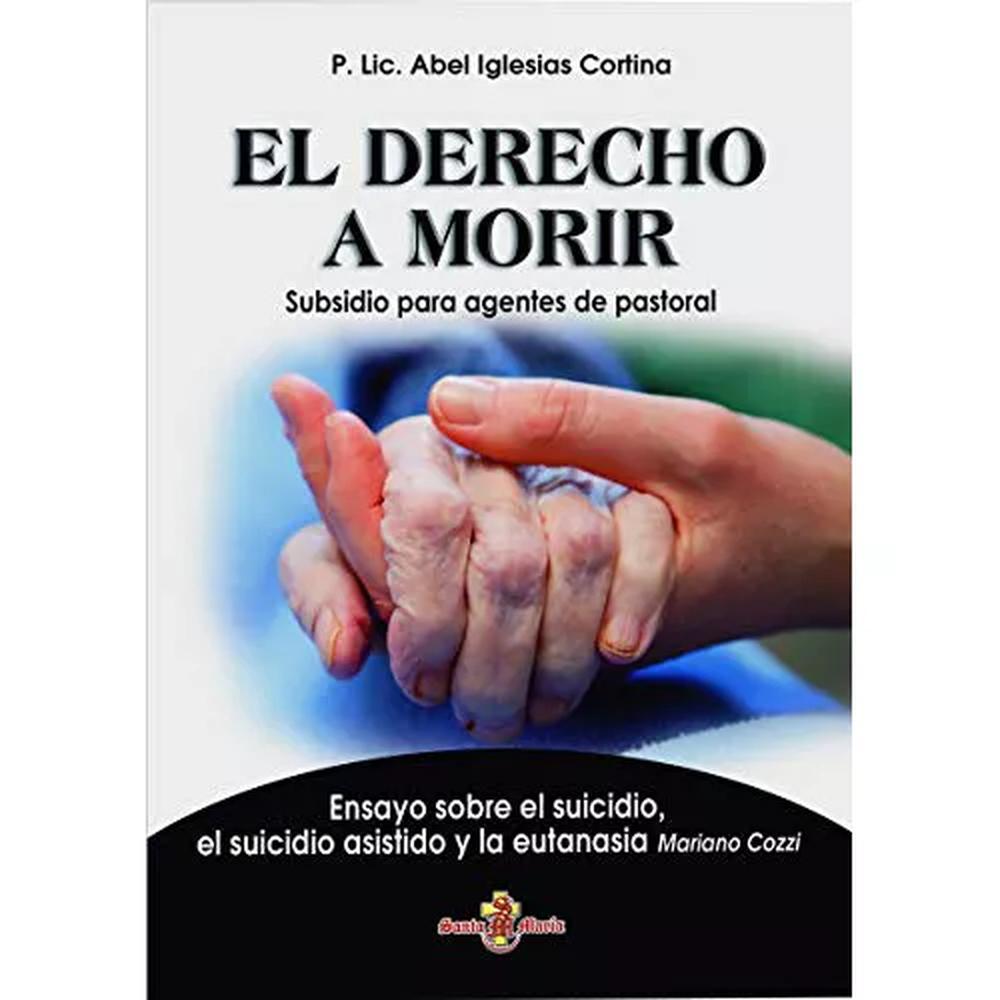 P. Lic. Abel Iglesias Cortina
EL DERECHO
A MORIR
Subsidio para agentes de pastoral
Ensayo sobre el suicidio,
el suicidio asistido y la eutanasia Mariano Cozzi
Santa María